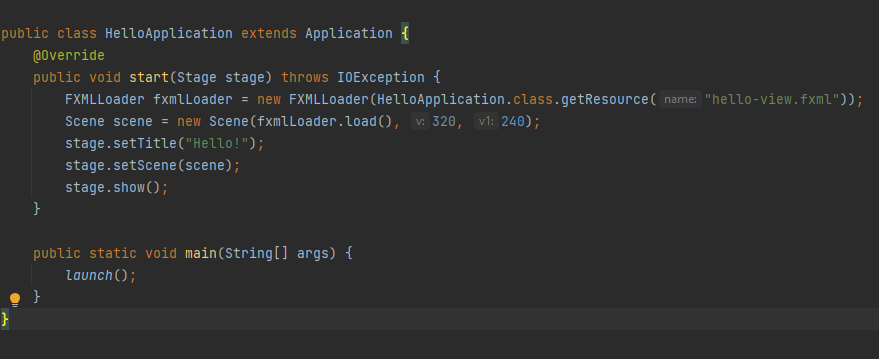 public class HelloApplication extends Application {
@Override
public void start(Stage stage) throws IOException {
FXMLLoader fxmlLoader = new FXMLLoader(HelloApplication.class.getResource( name: "hello-view.fxml"));
Scene scene = new Scene(fxmlLoader.load(), v: 320, v1: 240);
stage.setTitle("Hello!");
stage.setScene(scene);
stage.show();
}
public static void main(String[] args) {
launch();
}
}